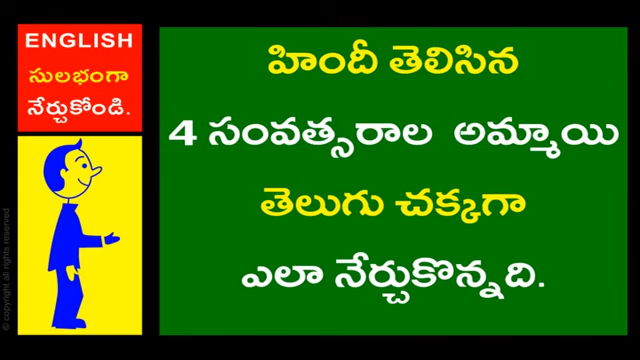 ENGLISH
సులభంగా
నేర్చుకోండి.
హిందీ తెలిసిన
4 సంవత్సరాల అమ్మాయి
తెలుగు చక్కగా
ఎలా నేర్చుకొన్నది.
© copyright all rights reserved